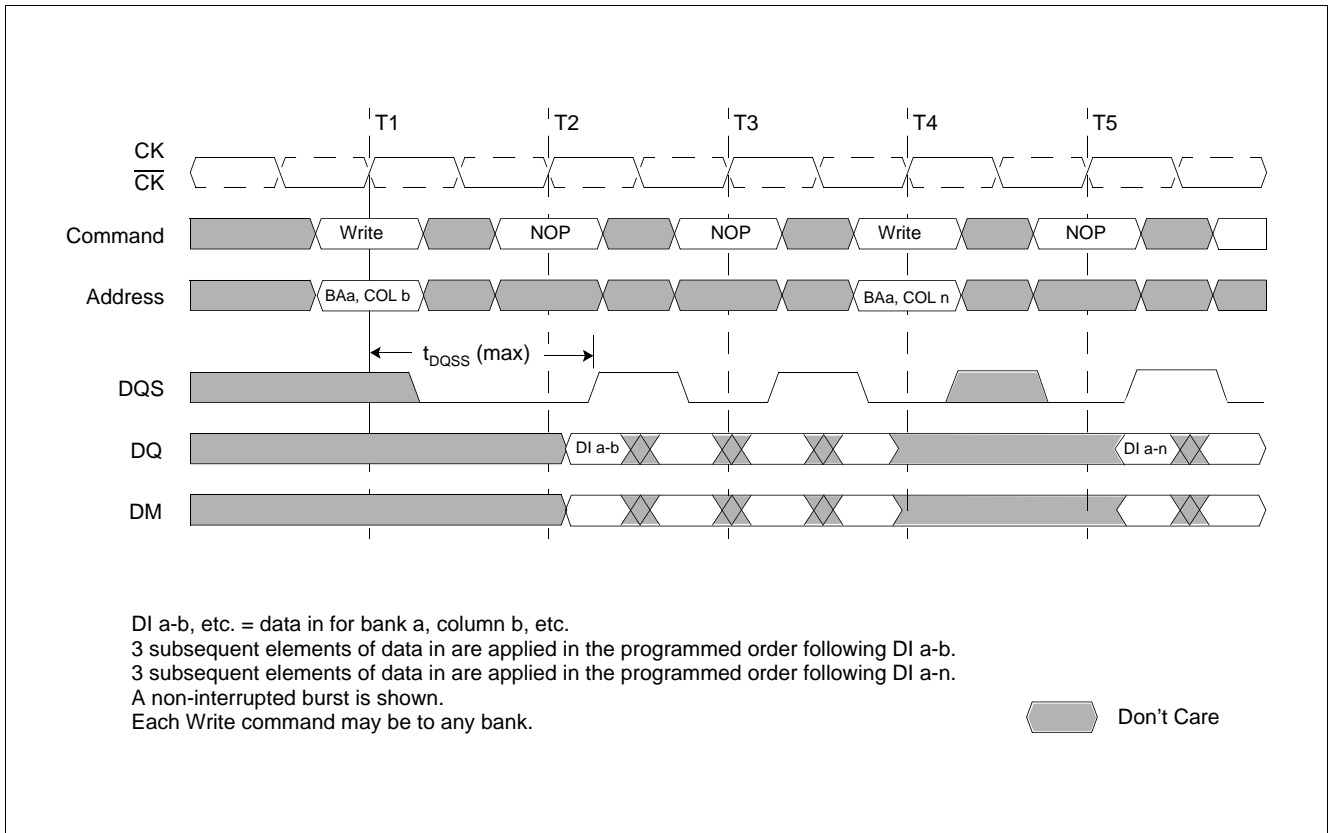 T1 T2 T3 T4 T5
CK
CK
Command Write NOP NOP Write NOP
Address BAa, COL b BAa, COL n
tDQSS (max)
DQS
DQ DI a-b DI a-n
DM
DI a-b, etc. = data in for bank a, column b, etc.
3 subsequent elements of data in are applied in the programmed order following DI a-b.
3 subsequent elements of data in are applied in the programmed order following DI a-n.
A non-interrupted burst is shown.
Each Write command may be to any bank.
Don't Care